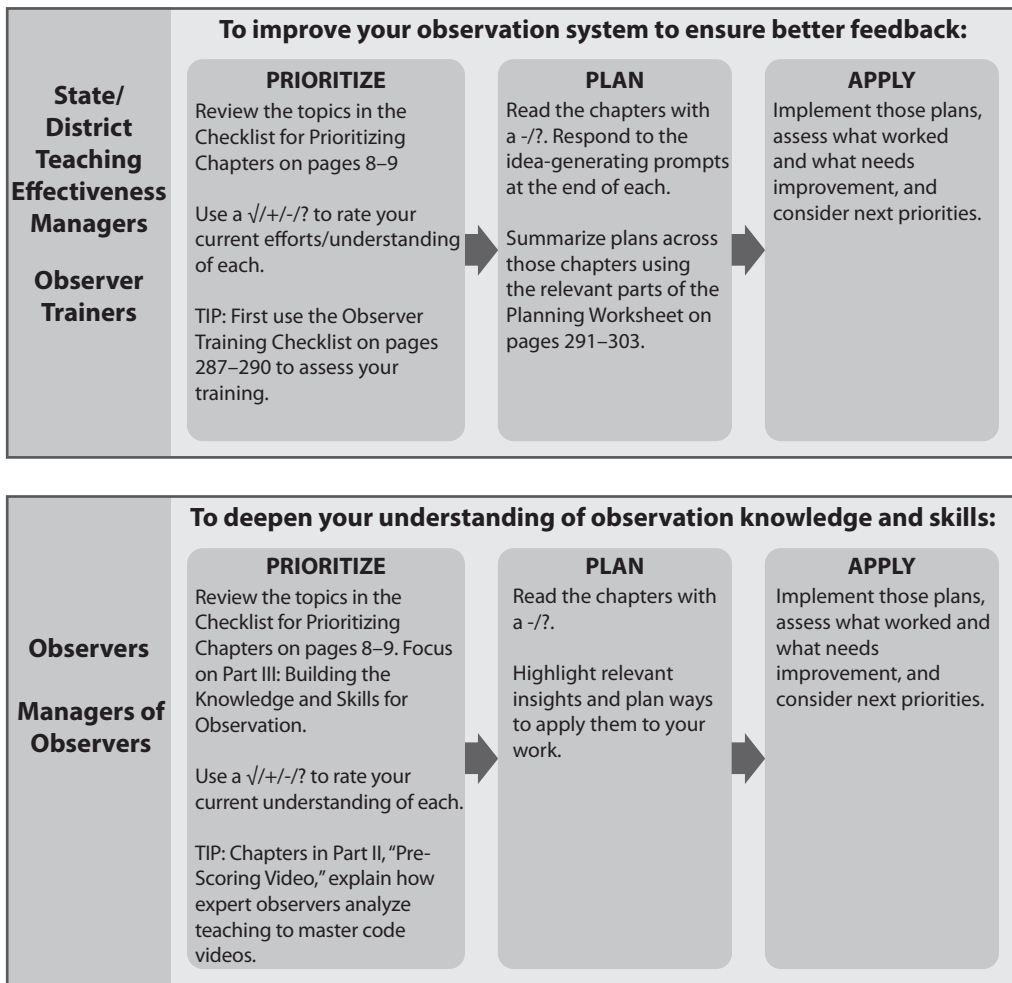 To improve your observation system to ensure better feedback:
State/
District
Teaching
Effectiveness
Managers
Observer
Trainers
PRIORITIZE
Review the topics in the
Checklist for Prioritizing
Chapters on pages 8–9
Use a √/+/-/? to rate your
current efforts/understanding
of each.
TIP: First use the Observer
Training Checklist on pages
287–290 to assess your
training.
PLAN
Read the chapters with
a -/?. Respond to the
idea-generating prompts
at the end of each.
Summarize plans across
those chapters using
the relevant parts of the
Planning Worksheet on
pages 291–303.
APPLY
Implement those plans,
assess what worked
and what needs
improvement, and
consider next priorities.
To deepen your understanding of observation knowledge and skills:
Observers
Managers of
Observers
PRIORITIZE
Review the topics in the
Checklist for Prioritizing
Chapters on pages 8–9. Focus
on Part III: Building the
Knowledge and Skills for
Observation.
Use a √/+/-/? to rate your
current understanding of each.
TIP: Chapters in Part II, “Pre-
Scoring Video,” explain how
expert observers analyze
teaching to master code
videos.
PLAN
Read the chapters with
a -/?.
Highlight relevant
insights and plan ways
to apply them to your
work.
APPLY
Implement those plans,
assess what worked and
what needs
improvement, and
consider next priorities.